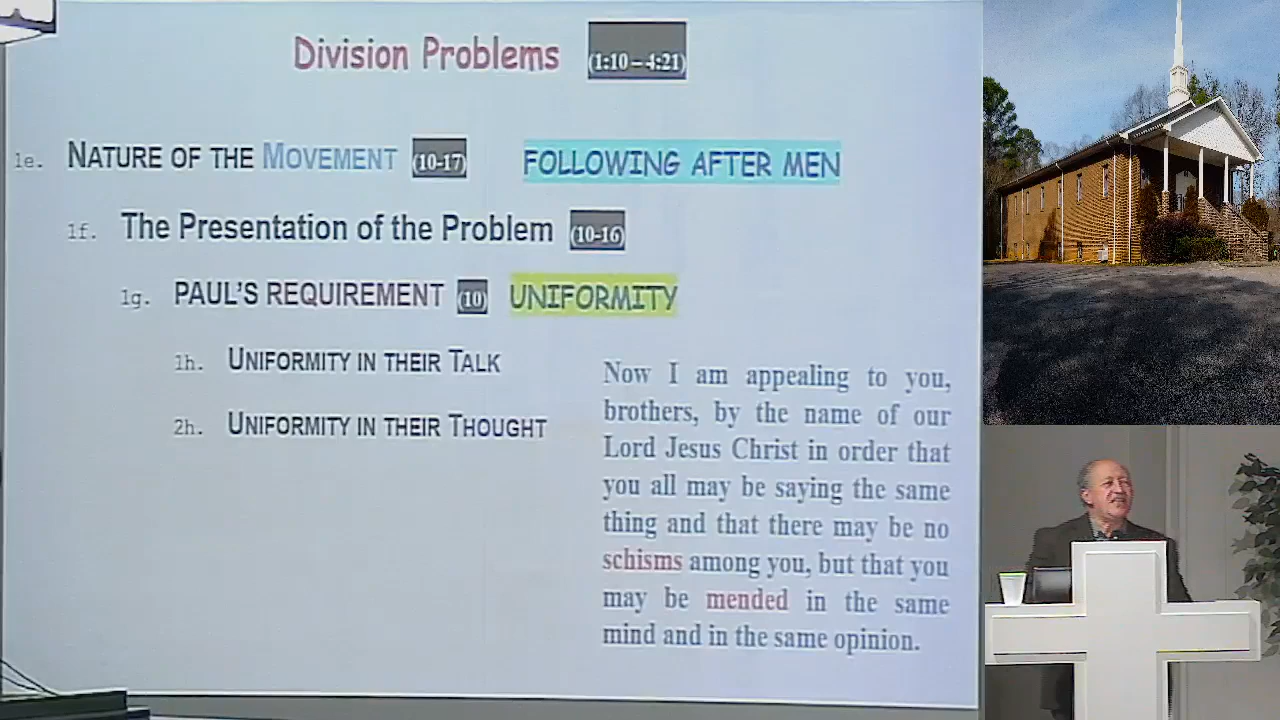 Division Problems (1:10 – 4:21)
1e. NATURE OF THE MOVEMENT (10-17) FOLLOWING AFTER MEN
1f. The Presentation of the Problem (10-16)
1g. PAUL'S REQUIREMENT (10) UNIFORMITY
1h. UNIFORMITY IN THEIR TALK
2h. UNIFORMITY IN THEIR THOUGHT
Now I am appealing to you,
brothers, by the name of our
Lord Jesus Christ in order that
you all may be saying the same
thing and that there may be no
schisms among you, but that you
may be mended in the same
mind and in the same opinion.